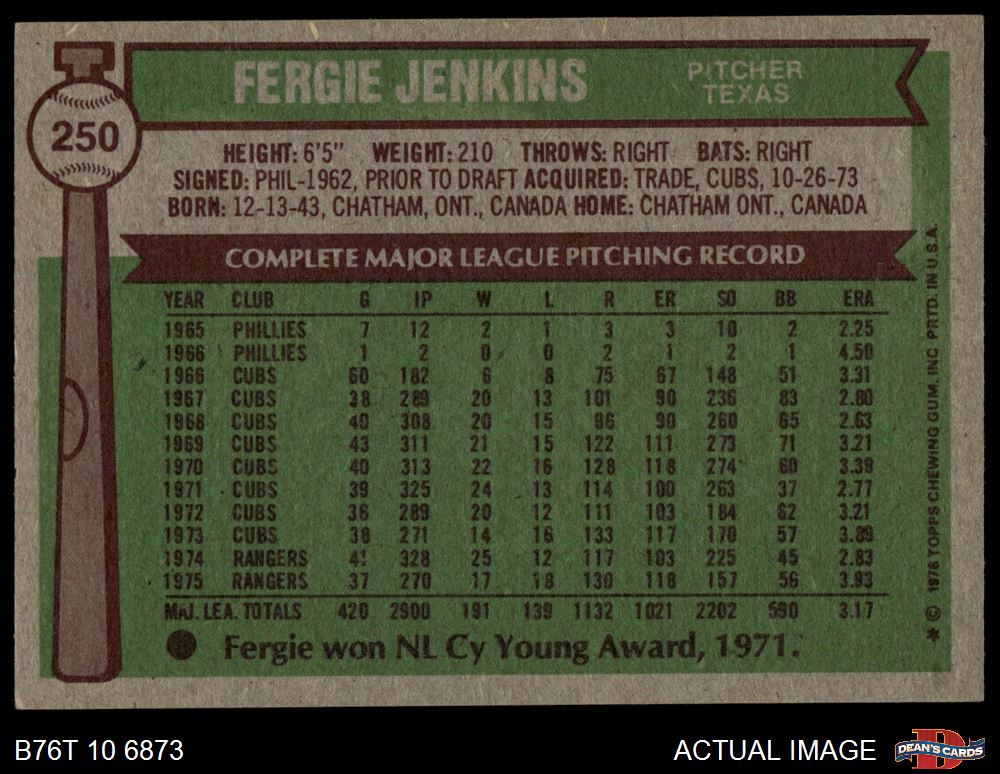 FERGIE JENKINS
PITCHER
TEXAS
250
HEIGHT: 6'5" WEIGHT: 210 THROWS: RIGHT BATS: RIGHT
SIGNED: PHIL-1962, PRIOR TO DRAFT ACQUIRED: TRADE, CUBS, 10-26-73
BORN: 12-13-43, CHATHAM, ONT., CANADA HOME: CHATHAM ONT., CANADA
COMPLETE MAJOR LEAGUE PITCHING RECORD
YEAR CLUB G IP W L R ER SO BB ERA
1965 PHILLIES 7 12 2 1 3 3 10 2 2.25
1966 PHILLIES 1 2 0 0 2 1 2 1 4.50
1966 CUBS 60 182 6 8 75 67 148 51 3.31
1967 CUBS 38 289 20 13 101 90 236 83 2.80
1968 CUBS 40 308 20 15 96 90 260 65 2.63
1969 CUBS 43 311 21 15 122 111 273 71 3.21
1970 CUBS 40 313 22 16 128 118 274 60 3.39
1971 CUBS 39 325 24 13 114 100 263 37 2.77
1972 CUBS 36 289 20 12 111 103 184 62 3.21
1973 CUBS 38 271 14 16 133 117 170 57 3.89
1974 RANGERS 41 328 25 12 117 103 225 45 2.83
1975 RANGERS 37 270 17 18 130 118 157 56 3.93
MAJ. LEA. TOTALS 420 2900 191 139 1132 1021 2202 590 3.17
Fergie won NL Cy Young Award, 1971.
* © 1976 TOPPS CHEWING GUM, INC PRTD. IN U.S.A.
B76T 10 6873
ACTUAL IMAGE
D
DEAN'S CARDS